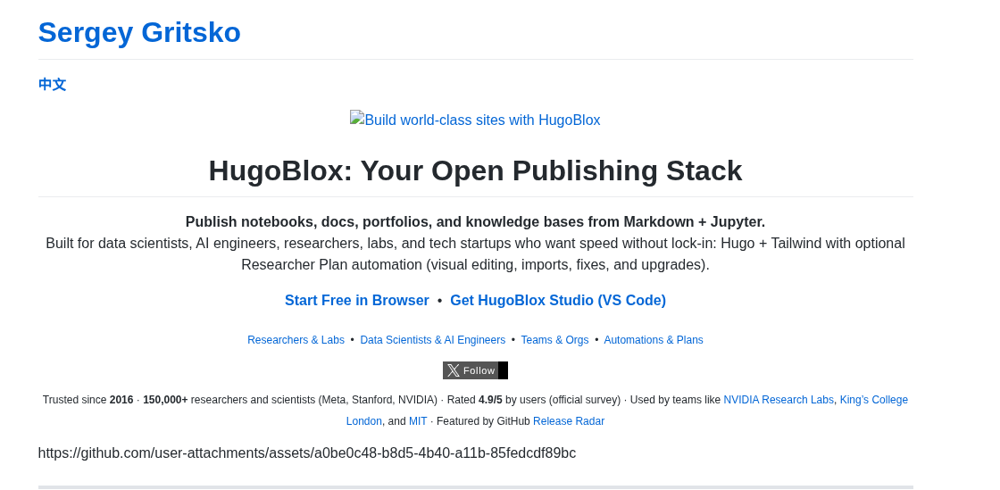 Sergey Gritsko
中文
Build world-class sites with HugoBlox
HugoBlox: Your Open Publishing Stack
Publish notebooks, docs, portfolios, and knowledge bases from Markdown + Jupyter.
Built for data scientists, AI engineers, researchers, labs, and tech startups who want speed without lock-in: Hugo + Tailwind with optional
Researcher Plan automation (visual editing, imports, fixes, and upgrades).
Start Free in Browser • Get HugoBlox Studio (VS Code)
Researchers & Labs • Data Scientists & AI Engineers • Teams & Orgs • Automations & Plans
Follow
Trusted since 2016 · 150,000+ researchers and scientists (Meta, Stanford, NVIDIA) · Rated 4.9/5 by users (official survey) · Used by teams like NVIDIA Research Labs, King’s College
London, and MIT · Featured by GitHub Release Radar
https://github.com/user-attachments/assets/a0be0c48-b8d5-4b40-a11b-85fedcdf89bc